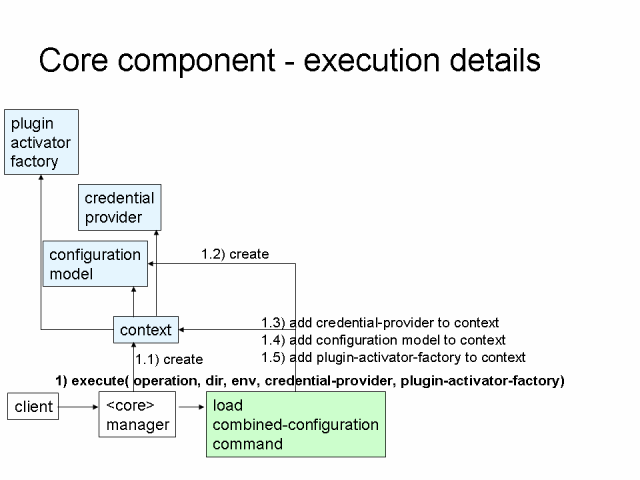 Core component - execution details
plugin
activator
factory
credential
provider
configuration
model
1.2) create
context
1.3) add credential-provider to context
1.4) add configuration model to context
1.5) add plugin-activator-factory to context
1.1) create
1) execute( operation, dir, env, credential-provider, plugin-activator-factory)
client
<core>
manager
load
combined-configuration
command